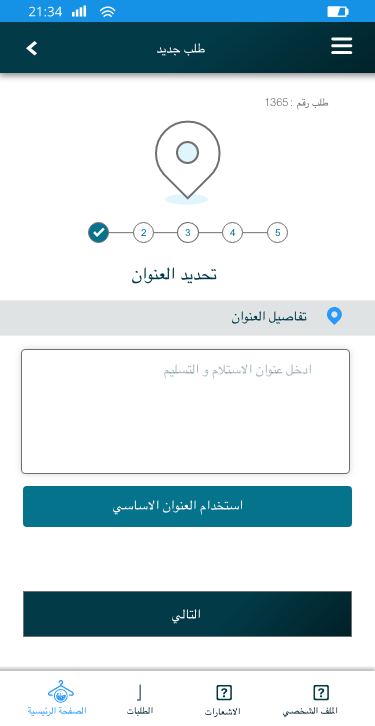 21:34
طلب جديد
طلب رقم : 1365
2 3 4 5
تحديد العنوان
تفاصيل العنوان
ادخل عنوان الاستلام و التسليم
استخدام العنوان الاساسي
التالي
الملف الشخصي
الاشعارات
الطلبات
الصفحة الرئيسية